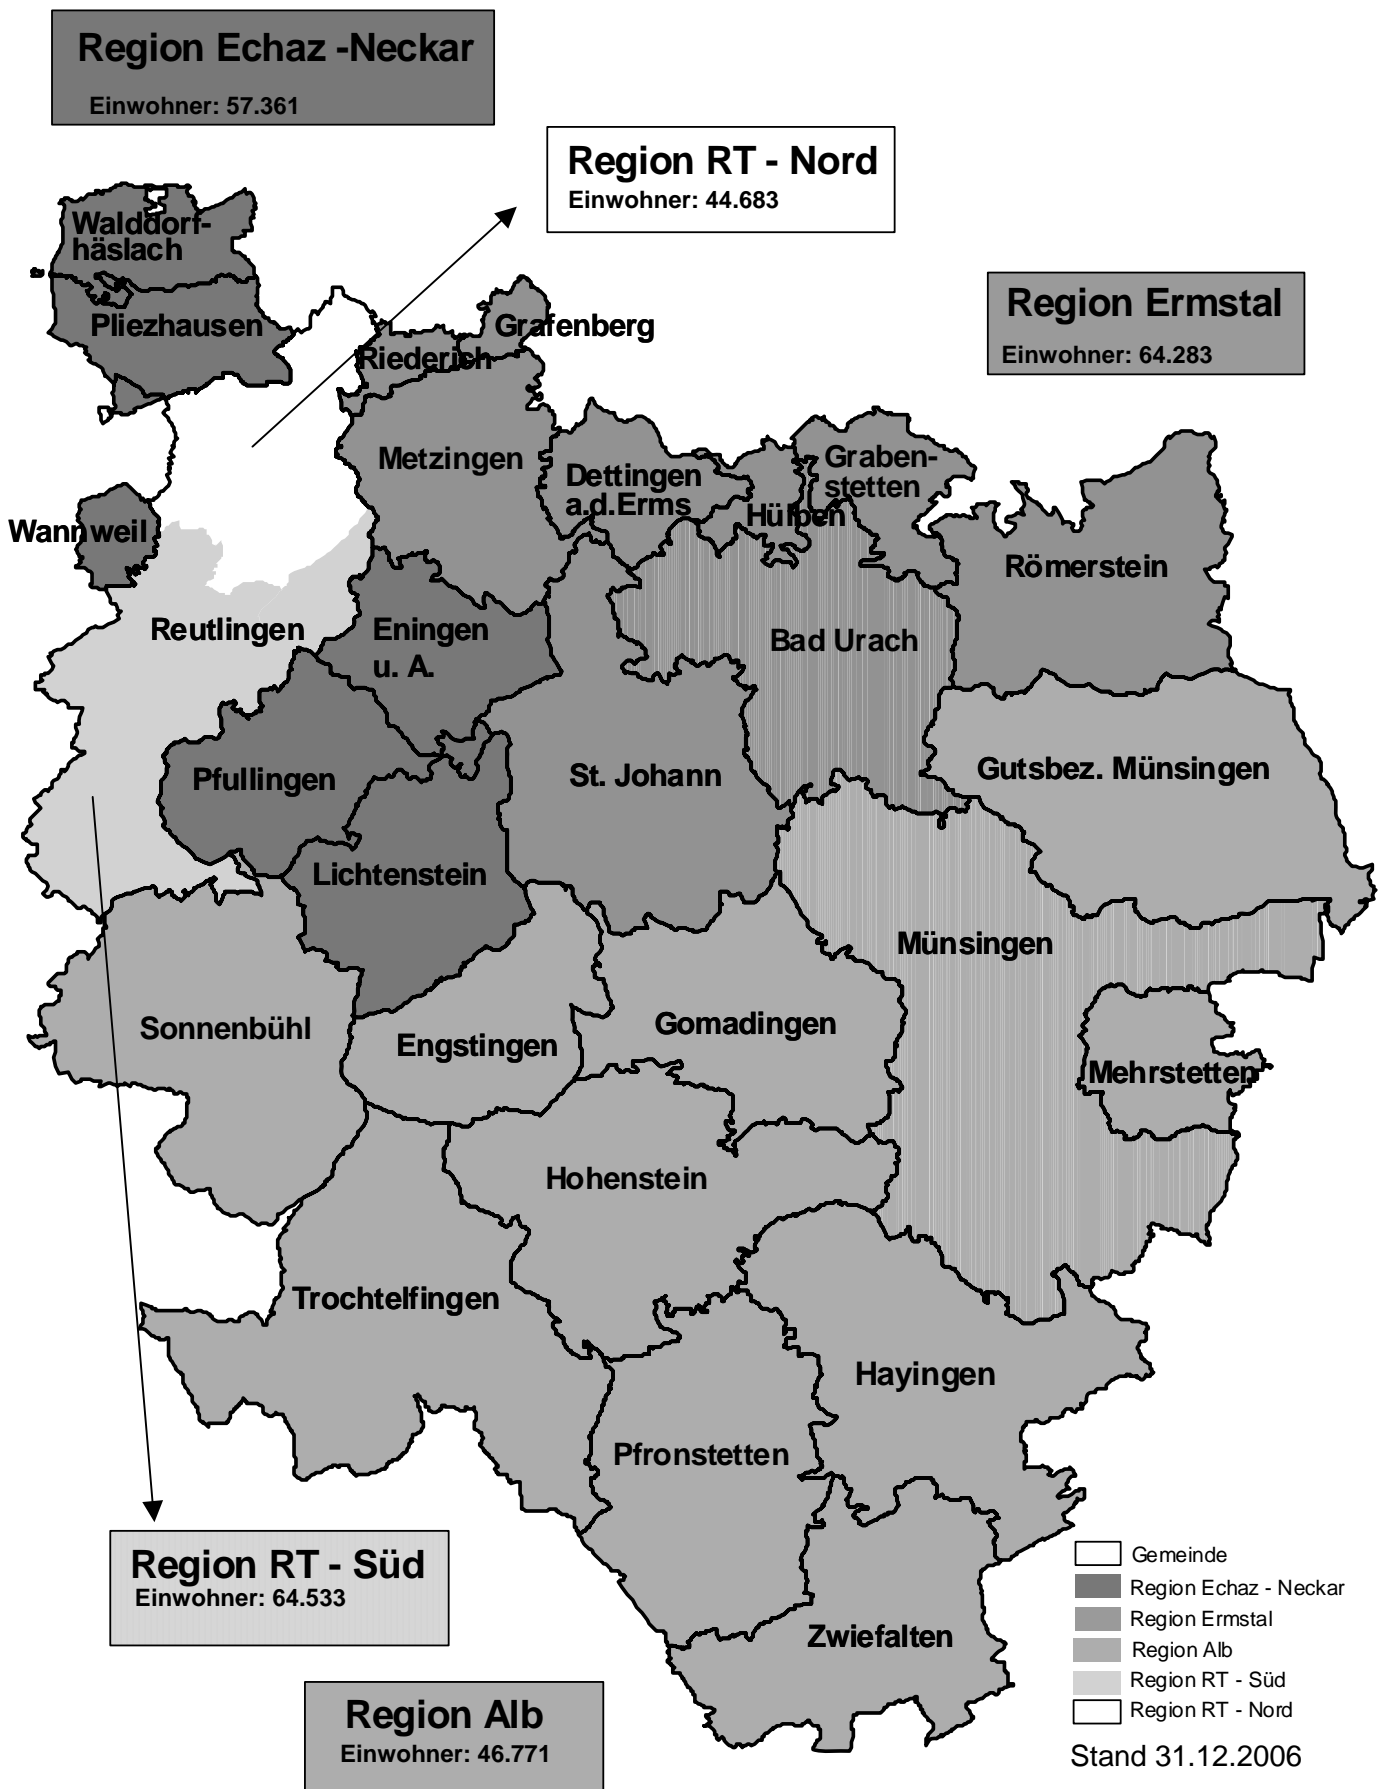 Region Echaz -Neckar
Einwohner: 57.361
Region RT - Nord
Einwohner: 44.683
Walddorf-
häslach
Region Ermstal
Einwohner: 64.283
Pliezhausen
Grafenberg
Riederich
Metzingen
Graben-
stetten
Dettingen
a.d.Erms
Hülben
Wannweil
Römerstein
Reutlingen
Eningen
u. A.
Bad Urach
Pfullingen
St. Johann
Gutsbez. Münsingen
Lichtenstein
Münsingen
Sonnenbühl
Engstingen
Gomadingen
Mehrstetten
Hohenstein
Trochtelfingen
Hayingen
Pfronstetten
Zwiefalten
Region RT - Süd
Einwohner: 64.533
Region Alb
Einwohner: 46.771
Gemeinde
Region Echaz - Neckar
Region Ermstal
Region Alb
Region RT - Süd
Region RT - Nord
Stand 31.12.2006